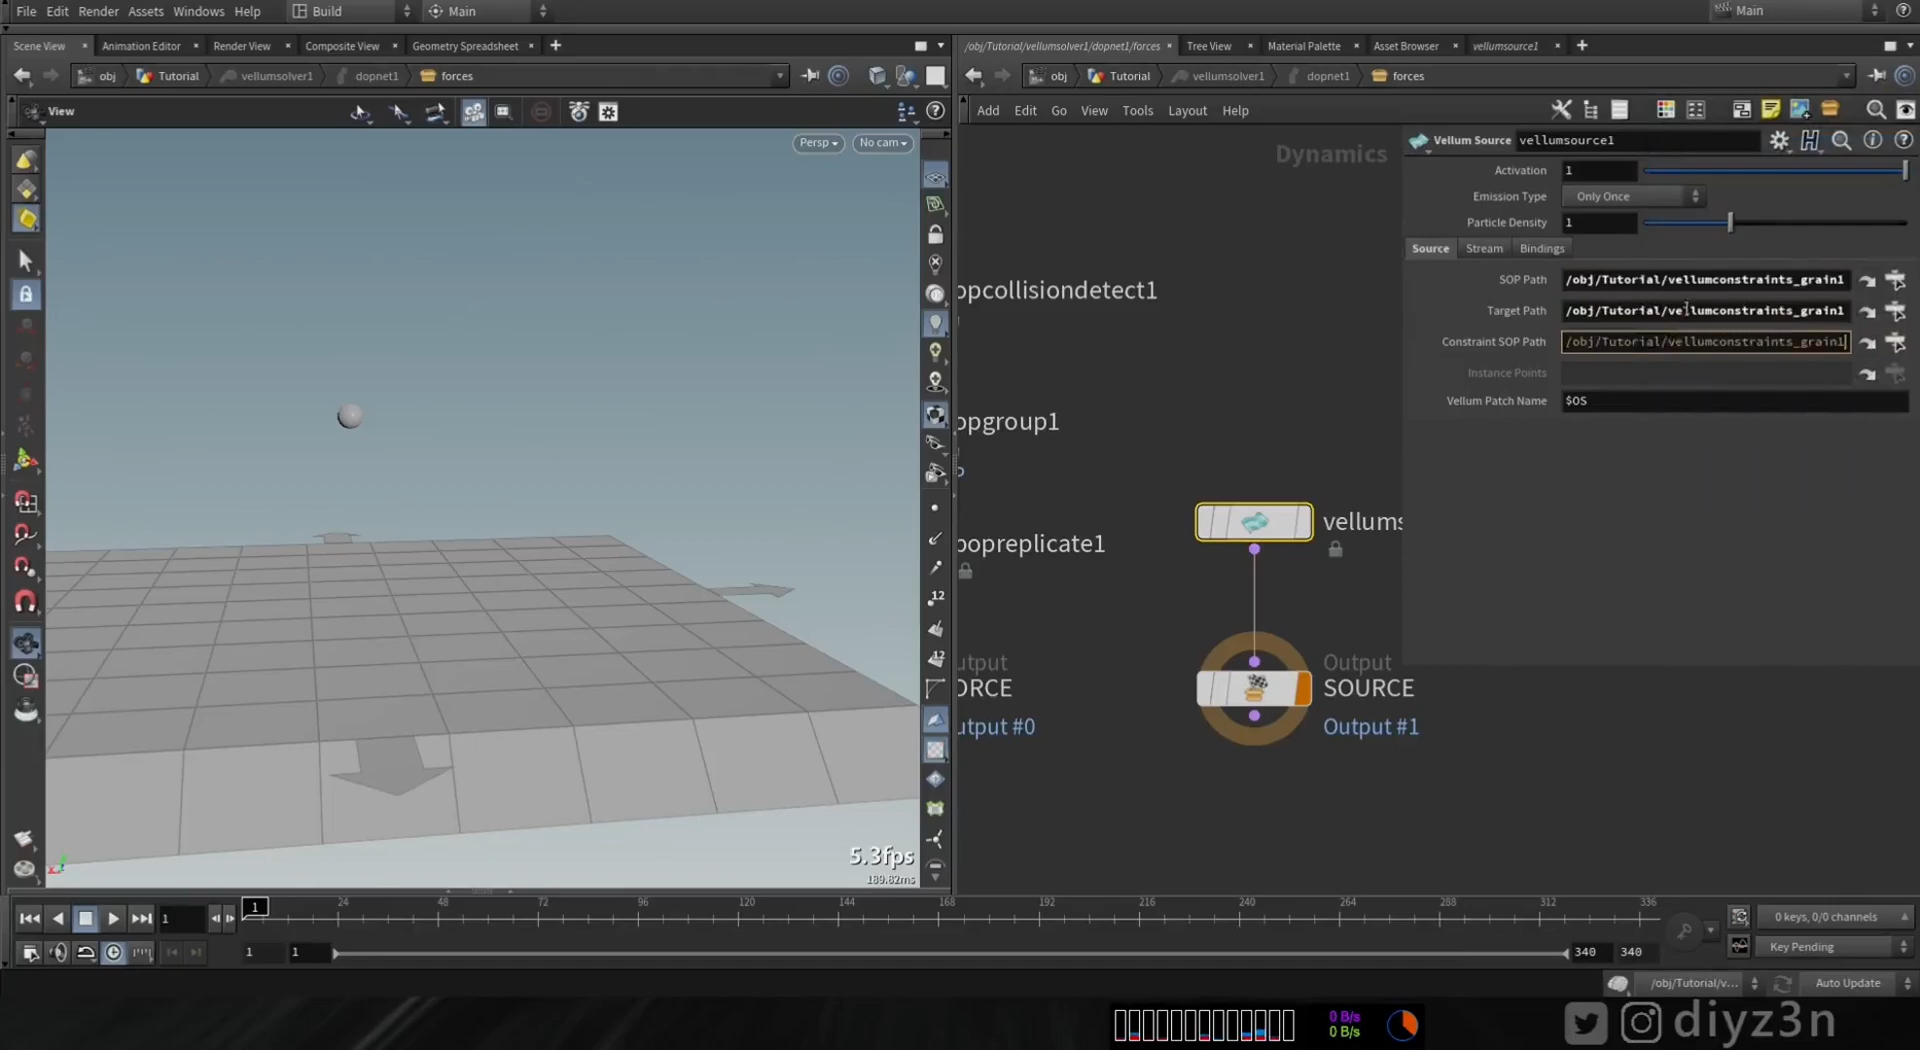 File Edit Render Assets Windows Help Build Main Main
Scene View Animation Editor Render View Composite View Geometry Spreadsheet
/obj/Tutorial/vellumsolver1/dopnet1/forces Tree View Material Palette Asset Browser vellumsource1
obj Tutorial vellumsolver1 dopnet1 forces
obj Tutorial vellumsolver1 dopnet1 forces
View
Add Edit Go View Tools Layout Help
Persp No cam
Dynamics
Vellum Source vellumsource1
Activation 1
Emission Type Only Once
Particle Density 1
Source Stream Bindings
SOP Path /obj/Tutorial/vellumconstraints_grain1
Target Path /obj/Tutorial/vellumconstraints_grain1
Constraint SOP Path /obj/Tutorial/vellumconstraints_grain1
Instance Points
Vellum Patch Name $OS
opcollisiondetect1
opgroup1
popreplicate1
vellums
utput
ORCE
utput #0
Output
SOURCE
Output #1
12
12
5.3fps
189.82ms
1 1 24 48 72 96 120 144 168 192 216 240 264 288 312 336
0 keys, 0/0 channels
1 1 340 340
Key Pending
/obj/Tutorial/v... Auto Update
0 B/s
0 B/s
diyz3n